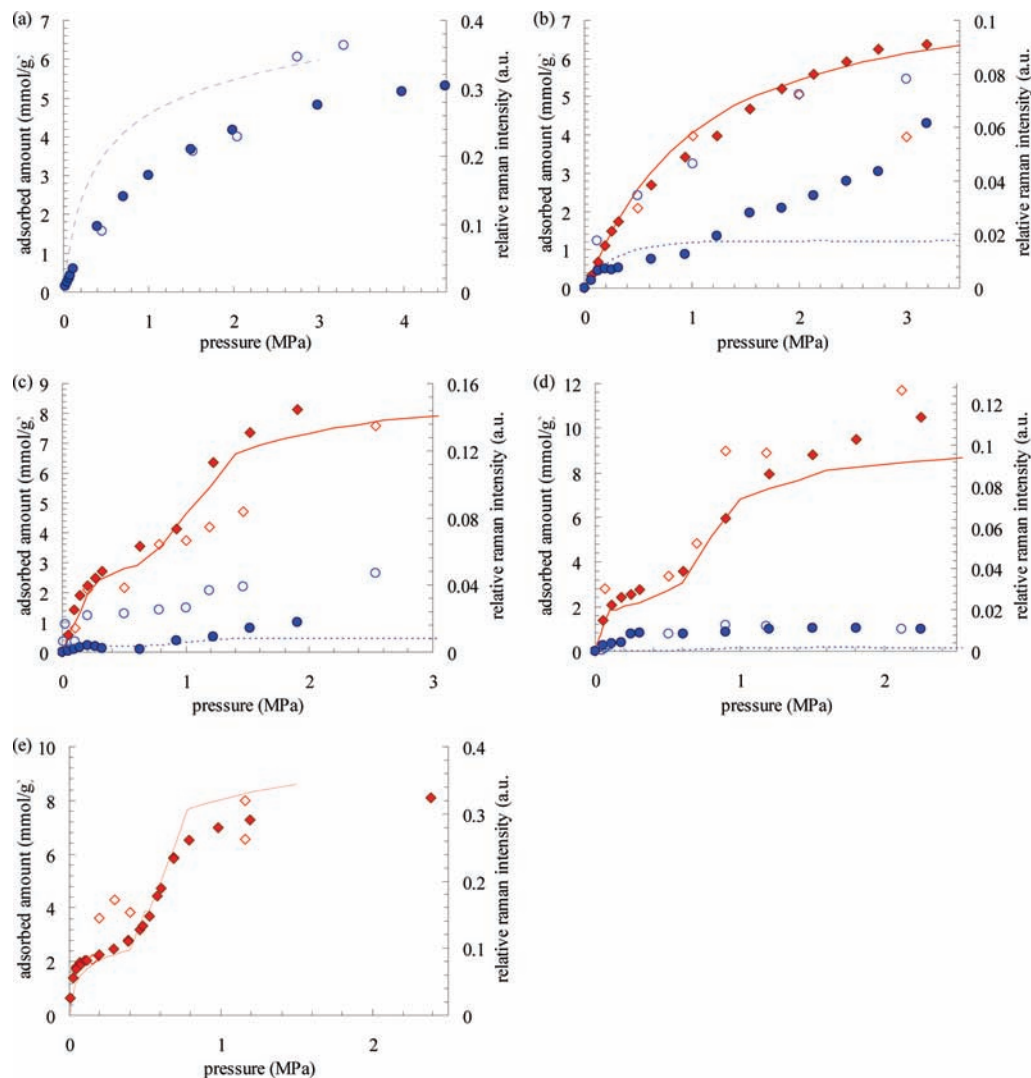 (a)
adsorbed amount (mmol/g)
7
6
5
4
3
2
1
0
0 1 2 3 4
pressure (MPa)
0.4
0.3
0.2
0.1
0
relative raman intensity (a.u.
(b)
adsorbed amount (mmol/g)
7
6
5
4
3
2
1
0
0 1 2 3
pressure (MPa)
0.1
0.08
0.06
0.04
0.02
0
relative raman intensity (a.u.
(c)
adsorbed amount (mmol/g)
9
8
7
6
5
4
3
2
1
0
0 1 2 3
pressure (MPa)
0.16
0.12
0.08
0.04
0
relative raman intensity (a.u.
(d)
adsorbed amount (mmol/g)
12
10
8
6
4
2
0
0 1 2
pressure (MPa)
0.12
0.1
0.08
0.06
0.04
0.02
0
relative raman intensity (a.u.
(e)
adsorbed amount (mmol/g)
10
8
6
4
2
0
0 1 2
pressure (MPa)
0.4
0.3
0.2
0.1
0
relative raman intensity (a.u.